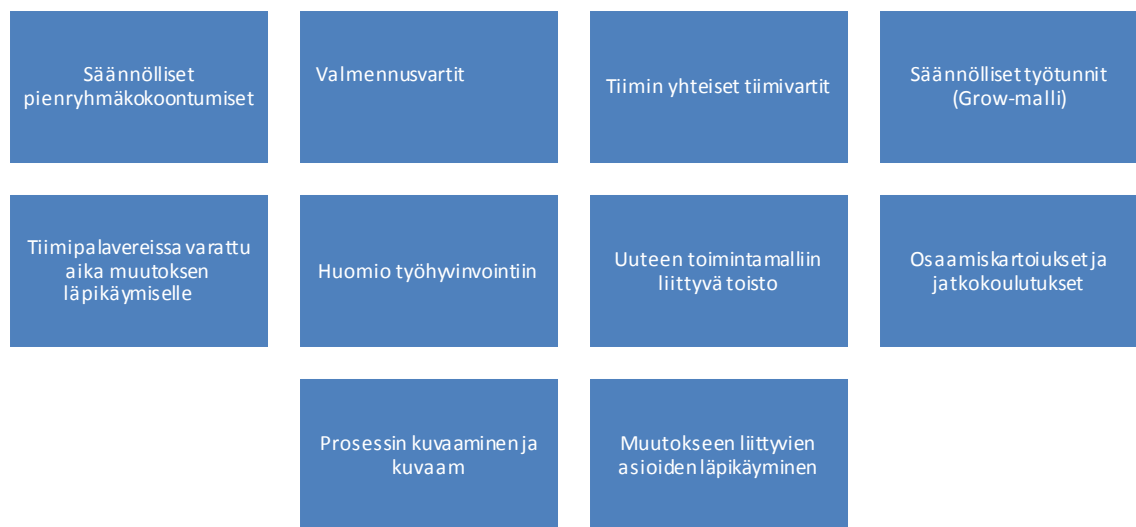 Säännölliset
pienryhmäkokoontumiset
Valmennusvartit
Tiimin yhteiset tiimivartit
Säännölliset työtunnit
(Grow-malli)
Tiimipalavereissa varattu
aika muutoksen
läpikäymiselle
Huomio työhyvinvointiin
Uuteen toimintamalliin
liittyvä toisto
Osaamiskartoiukset ja
jatkokoulutukset
Prosessin kuvaaminen ja
kuvaam
Muutokseen liittyvien
asioiden läpikäyminen